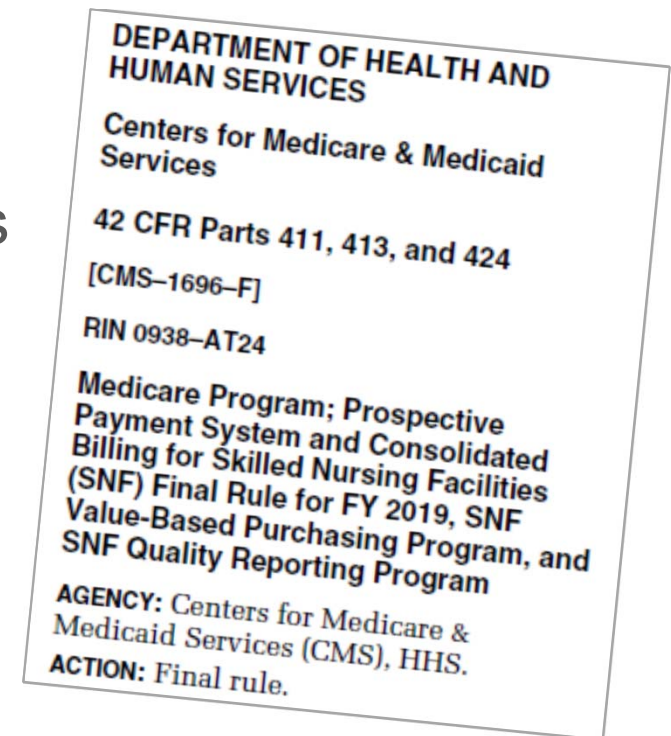 DEPARTMENT OF HEALTH AND
HUMAN SERVICES
Centers for Medicare & Medicaid
Services
42 CFR Parts 411, 413, and 424
[CMS–1696–F]
RIN 0938–AT24
Medicare Program; Prospective
Payment System and Consolidated
Billing for Skilled Nursing Facilities
(SNF) Final Rule for FY 2019, SNF
Value-Based Purchasing Program, and
SNF Quality Reporting Program
AGENCY: Centers for Medicare &
Medicaid Services (CMS), HHS.
ACTION: Final rule.